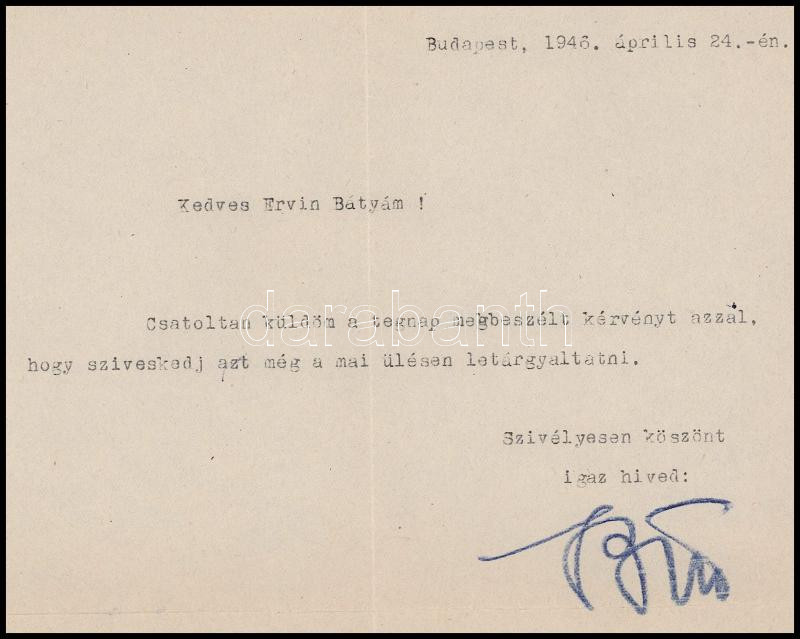 Budapest, 1946. április 24.-én.
Kedves Ervin Bátyám !
darabanth
Csatoltan küldöm a tegnap megbeszélt kérvényt azzal,
hogy sziveskedj azt még a mai ülésen letárgyaltatni.
Szivélyesen köszönt
igaz hived: